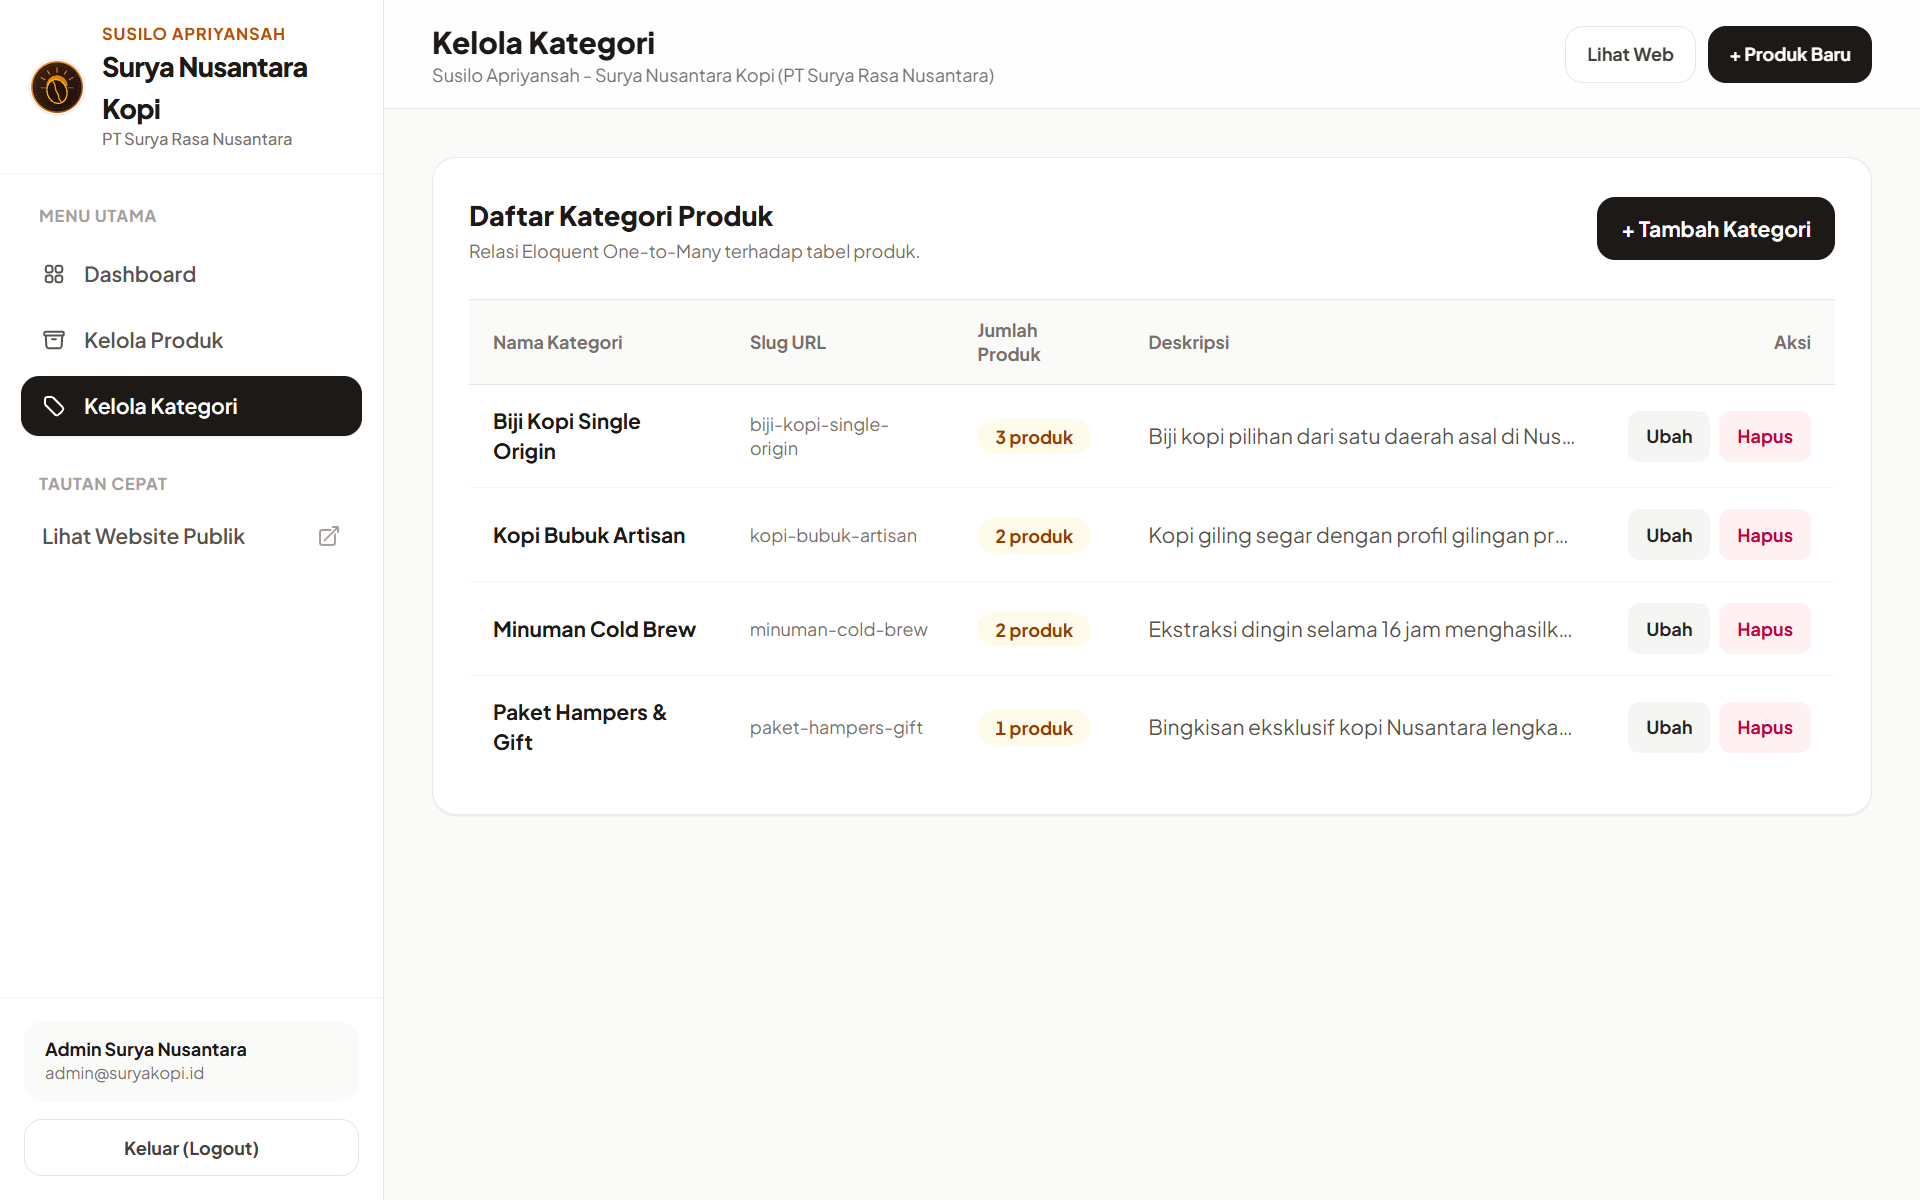 SUSILO APRIYANSAH
Surya Nusantara
Kopi
PT Surya Rasa Nusantara
MENU UTAMA
Dashboard
Kelola Produk
Kelola Kategori
TAUTAN CEPAT
Lihat Website Publik
Admin Surya Nusantara
admin@suryakopi.id
Keluar (Logout)
Kelola Kategori
Susilo Apriyansah - Surya Nusantara Kopi (PT Surya Rasa Nusantara)
Lihat Web
+ Produk Baru
Daftar Kategori Produk
Relasi Eloquent One-to-Many terhadap tabel produk.
+ Tambah Kategori
Nama Kategori
Slug URL
Jumlah
Produk
Deskripsi
Aksi
Biji Kopi Single
Origin
biji-kopi-single-
origin
3 produk
Biji kopi pilihan dari satu daerah asal di Nus...
Ubah
Hapus
Kopi Bubuk Artisan
kopi-bubuk-artisan
2 produk
Kopi giling segar dengan profil gilingan pr...
Ubah
Hapus
Minuman Cold Brew
minuman-cold-brew
2 produk
Ekstraksi dingin selama 16 jam menghasilk...
Ubah
Hapus
Paket Hampers &
Gift
paket-hampers-gift
1 produk
Bingkisan eksklusif kopi Nusantara lengka...
Ubah
Hapus